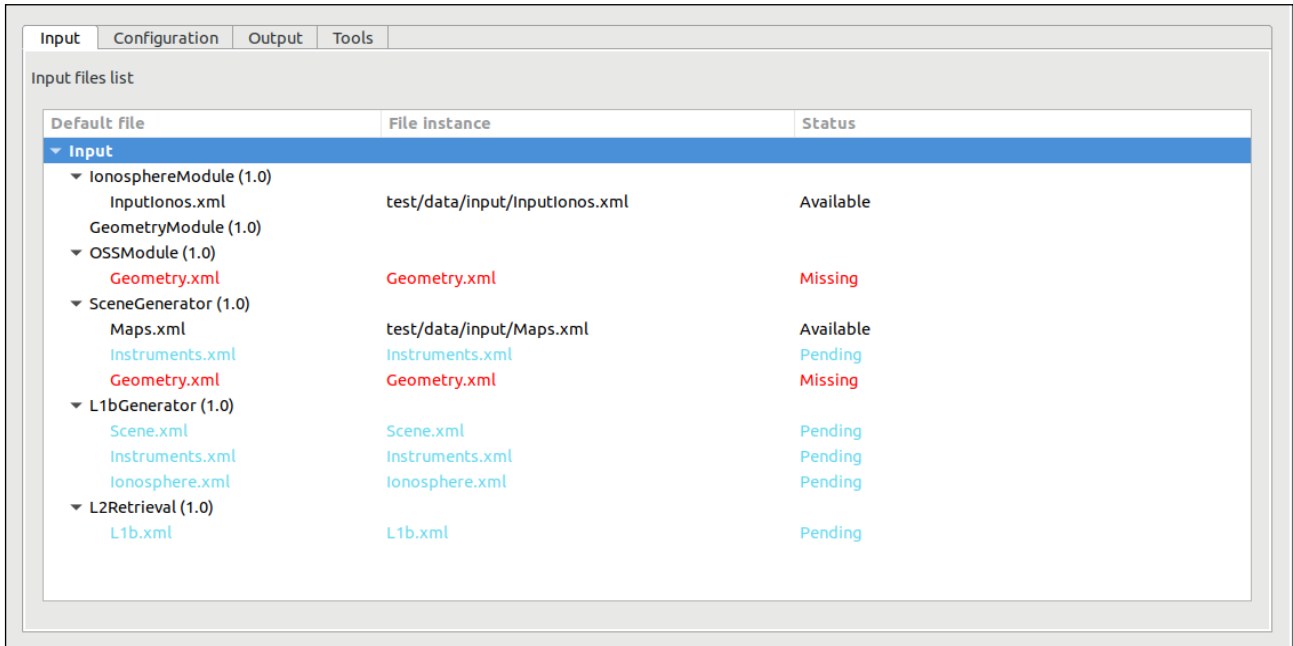 Input Configuration Output Tools
Input files list
Default file File instance Status
Input
IonosphereModule (1.0)
InputIonos.xml test/data/input/InputIonos.xml Available
GeometryModule (1.0)
OSSModule (1.0)
Geometry.xml Geometry.xml Missing
SceneGenerator (1.0)
Maps.xml test/data/input/Maps.xml Available
Instruments.xml Instruments.xml Pending
Geometry.xml Geometry.xml Missing
L1bGenerator (1.0)
Scene.xml Scene.xml Pending
Instruments.xml Instruments.xml Pending
Ionosphere.xml Ionosphere.xml Pending
L2Retrieval (1.0)
L1b.xml L1b.xml Pending